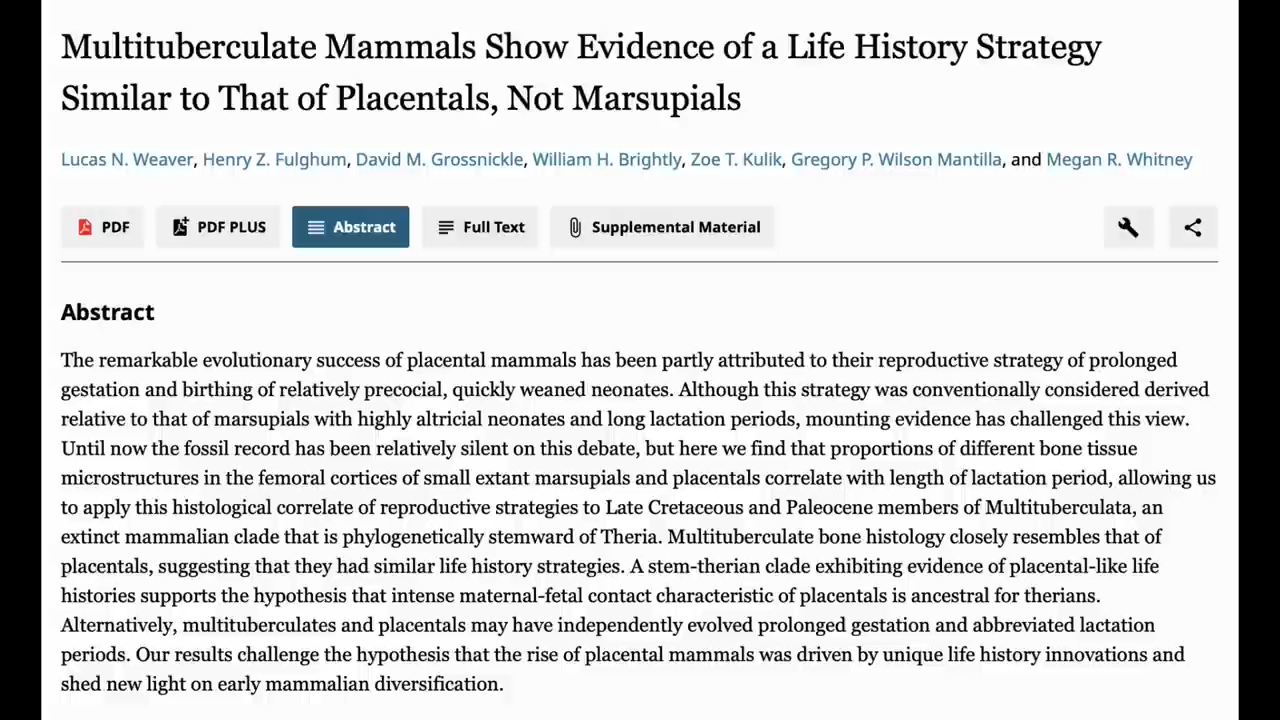 Multituberculate Mammals Show Evidence of a Life History Strategy
Similar to That of Placentals, Not Marsupials
Lucas N. Weaver, Henry Z. Fulghum, David M. Grossnickle, William H. Brightly, Zoe T. Kulik, Gregory P. Wilson Mantilla, and Megan R. Whitney
PDF PDF PLUS Abstract Full Text Supplemental Material
Abstract
The remarkable evolutionary success of placental mammals has been partly attributed to their reproductive strategy of prolonged
gestation and birthing of relatively precocial, quickly weaned neonates. Although this strategy was conventionally considered derived
relative to that of marsupials with highly altricial neonates and long lactation periods, mounting evidence has challenged this view.
Until now the fossil record has been relatively silent on this debate, but here we find that proportions of different bone tissue
microstructures in the femoral cortices of small extant marsupials and placentals correlate with length of lactation period, allowing us
to apply this histological correlate of reproductive strategies to Late Cretaceous and Paleocene members of Multituberculata, an
extinct mammalian clade that is phylogenetically stemward of Theria. Multituberculate bone histology closely resembles that of
placentals, suggesting that they had similar life history strategies. A stem-therian clade exhibiting evidence of placental-like life
histories supports the hypothesis that intense maternal-fetal contact characteristic of placentals is ancestral for therians.
Alternatively, multituberculates and placentals may have independently evolved prolonged gestation and abbreviated lactation
periods. Our results challenge the hypothesis that the rise of placental mammals was driven by unique life history innovations and
shed new light on early mammalian diversification.